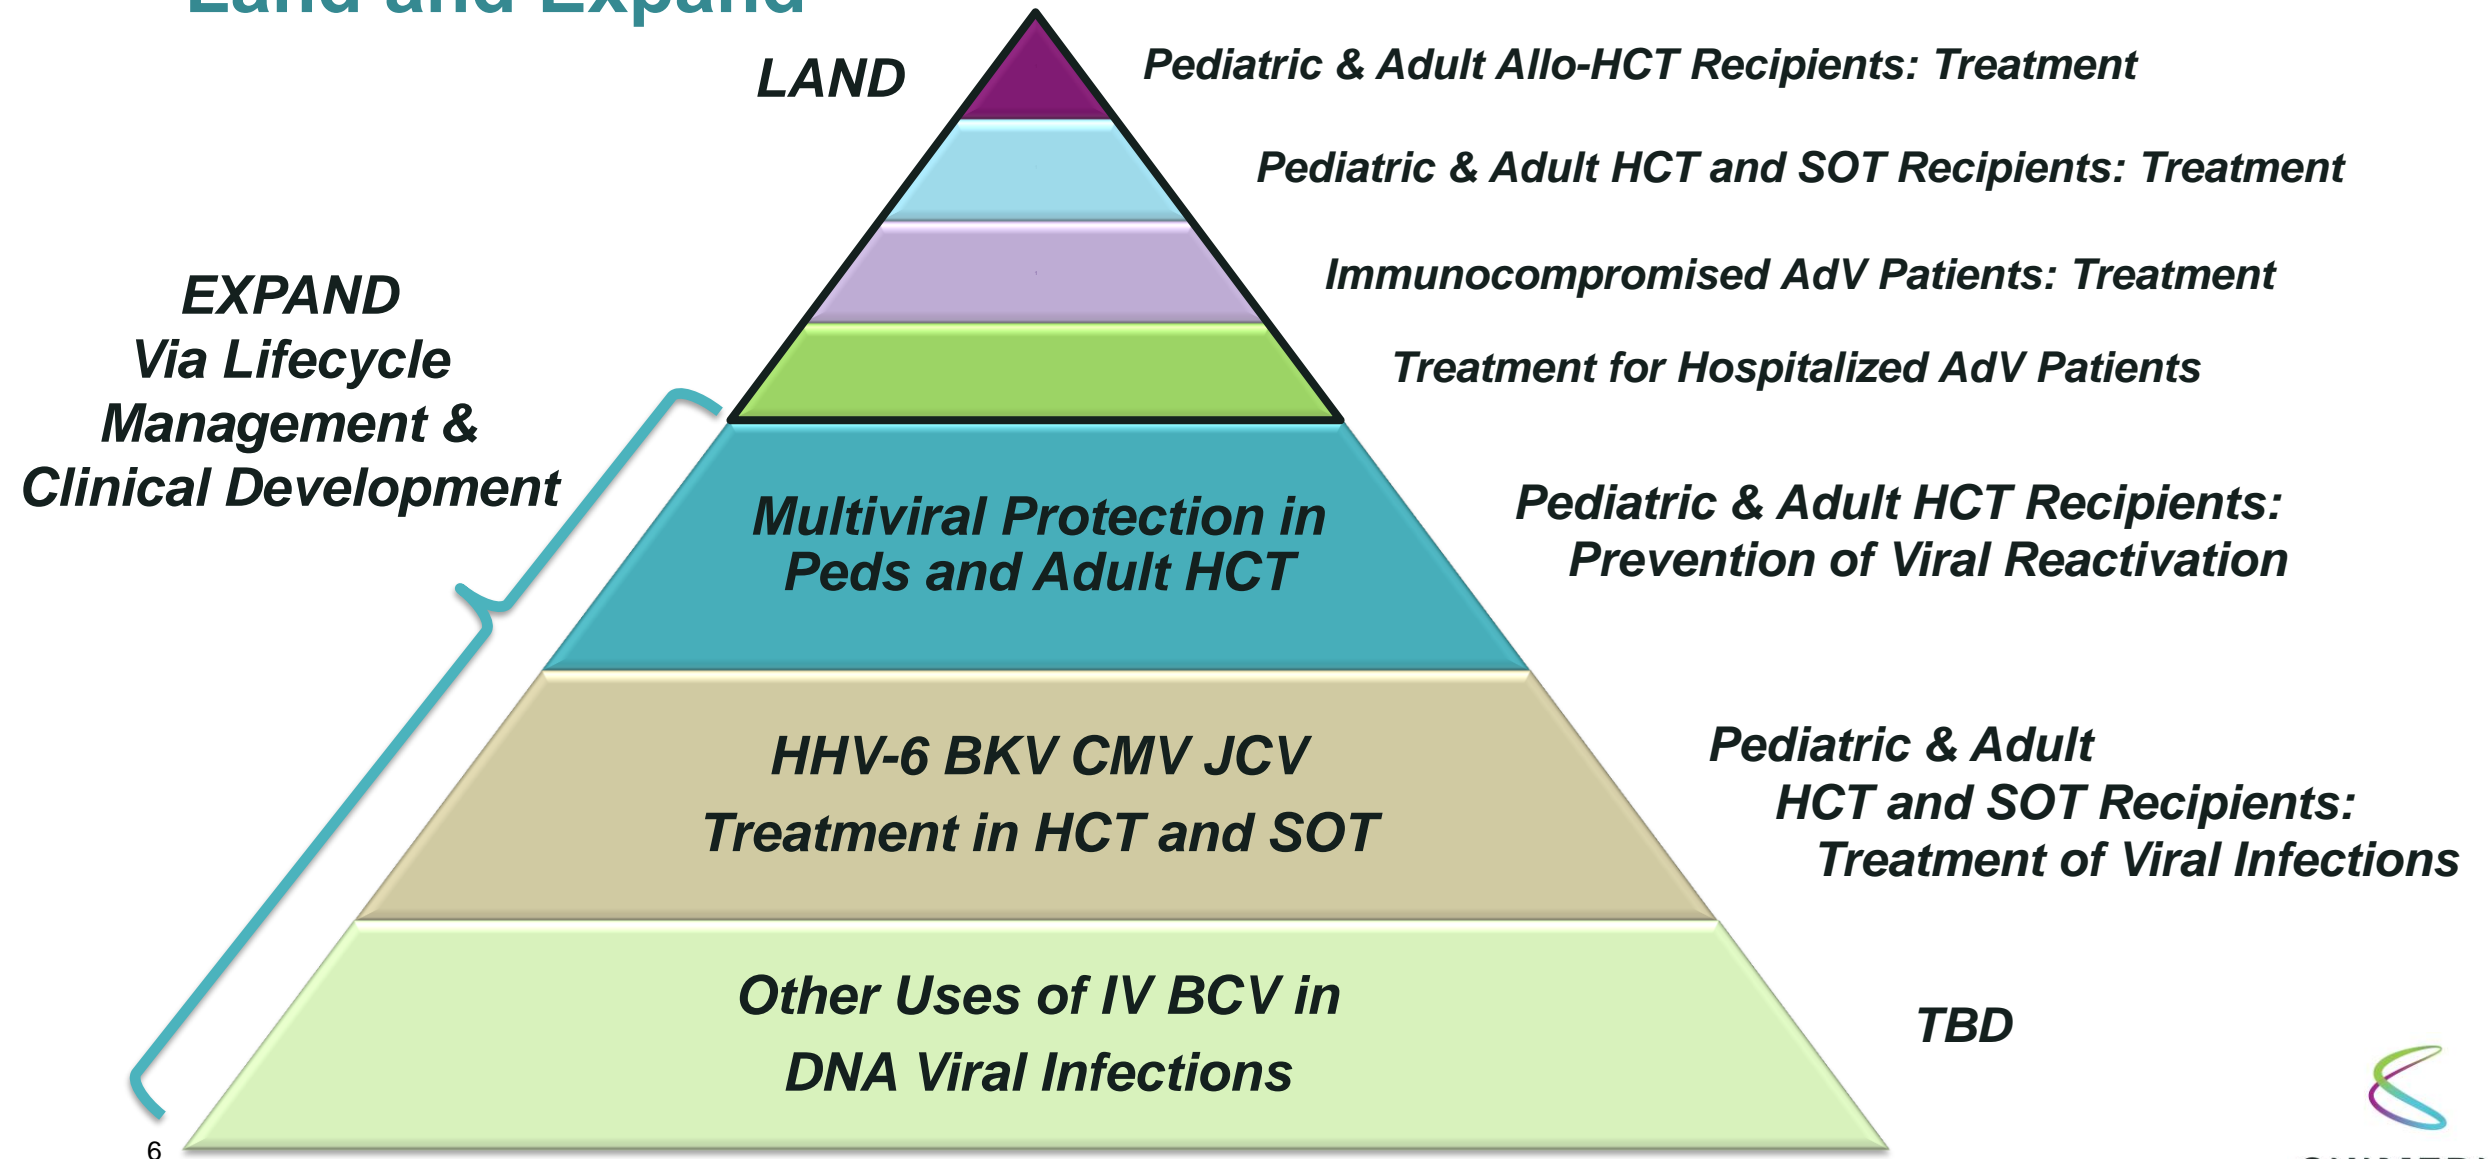 Land and Expand
LAND
Pediatric & Adult Allo-HCT Recipients: Treatment
Pediatric & Adult HCT and SOT Recipients: Treatment
Immunocompromised AdV Patients: Treatment
Treatment for Hospitalized AdV Patients
EXPAND
Via Lifecycle
Management &
Clinical Development
Multiviral Protection in
Peds and Adult HCT
Pediatric & Adult HCT Recipients:
Prevention of Viral Reactivation
HHV-6 BKV CMV JCV
Treatment in HCT and SOT
Pediatric & Adult
HCT and SOT Recipients:
Treatment of Viral Infections
Other Uses of IV BCV in
DNA Viral Infections
TBD
6